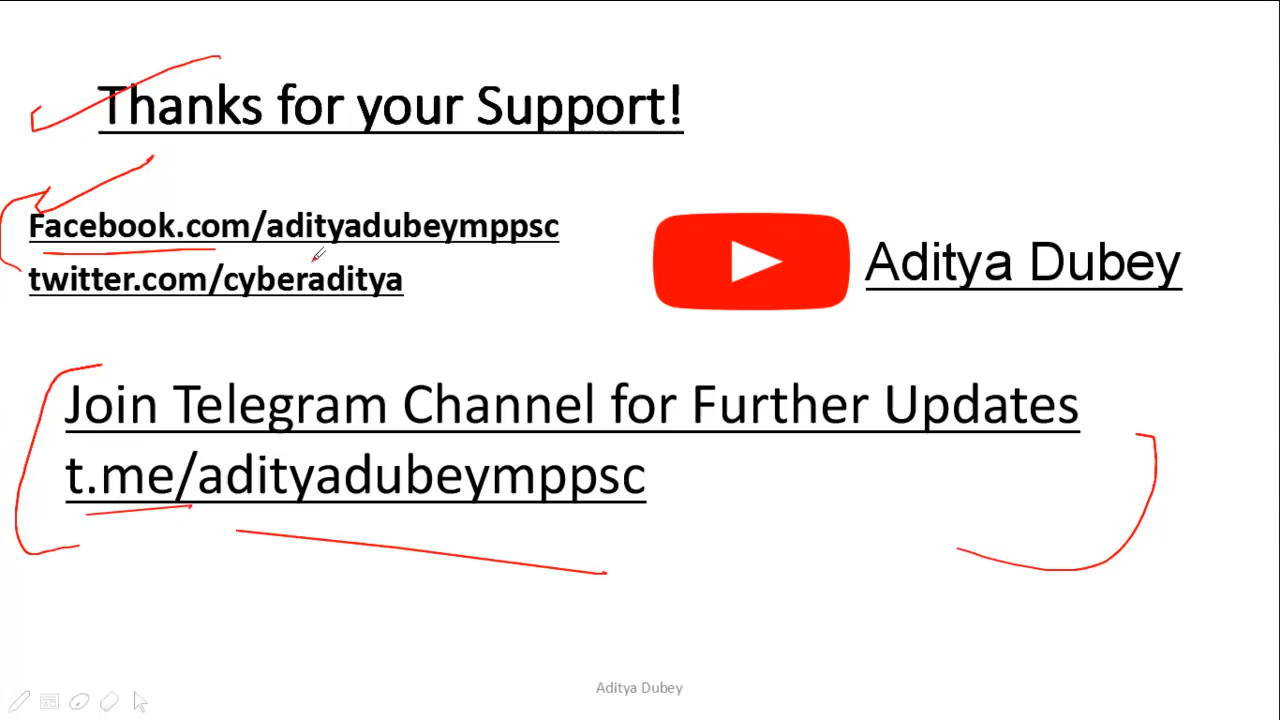 Thanks for your Support!
Facebook.com/adityadubeymppsc
twitter.com/cyberaditya
Aditya Dubey
Join Telegram Channel for Further Updates
t.me/adityadubeymppsc
Aditya Dubey